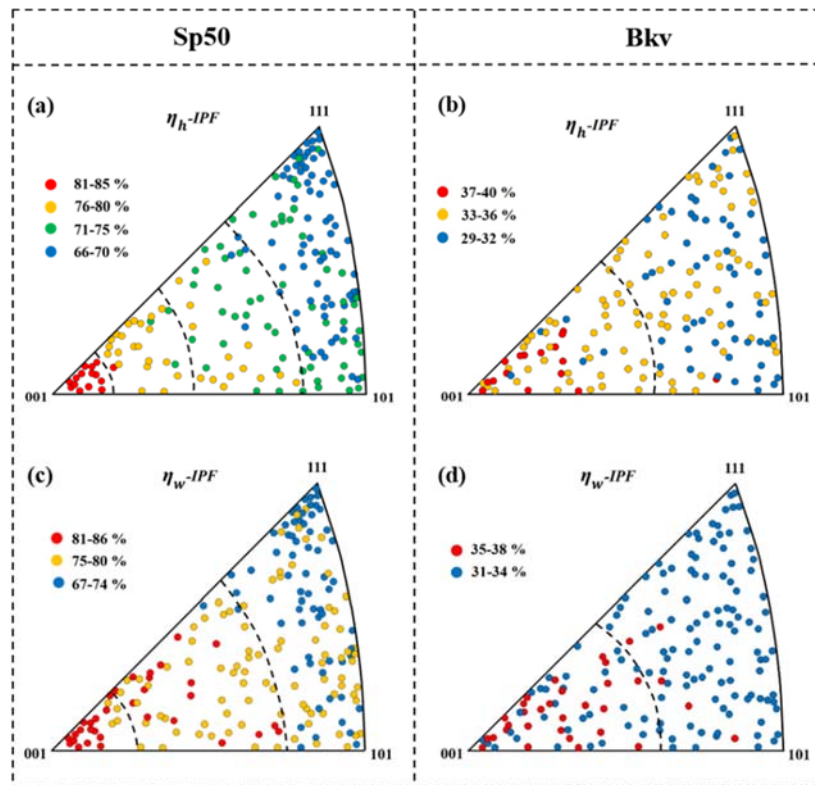 Sp50
Bkv
(a)
η_h-IPF
111
81-85 %
76-80 %
71-75 %
66-70 %
001
101
(b)
η_h-IPF
111
37-40 %
33-36 %
29-32 %
001
101
(c)
η_w-IPF
111
81-86 %
75-80 %
67-74 %
001
101
(d)
η_w-IPF
111
35-38 %
31-34 %
001
101